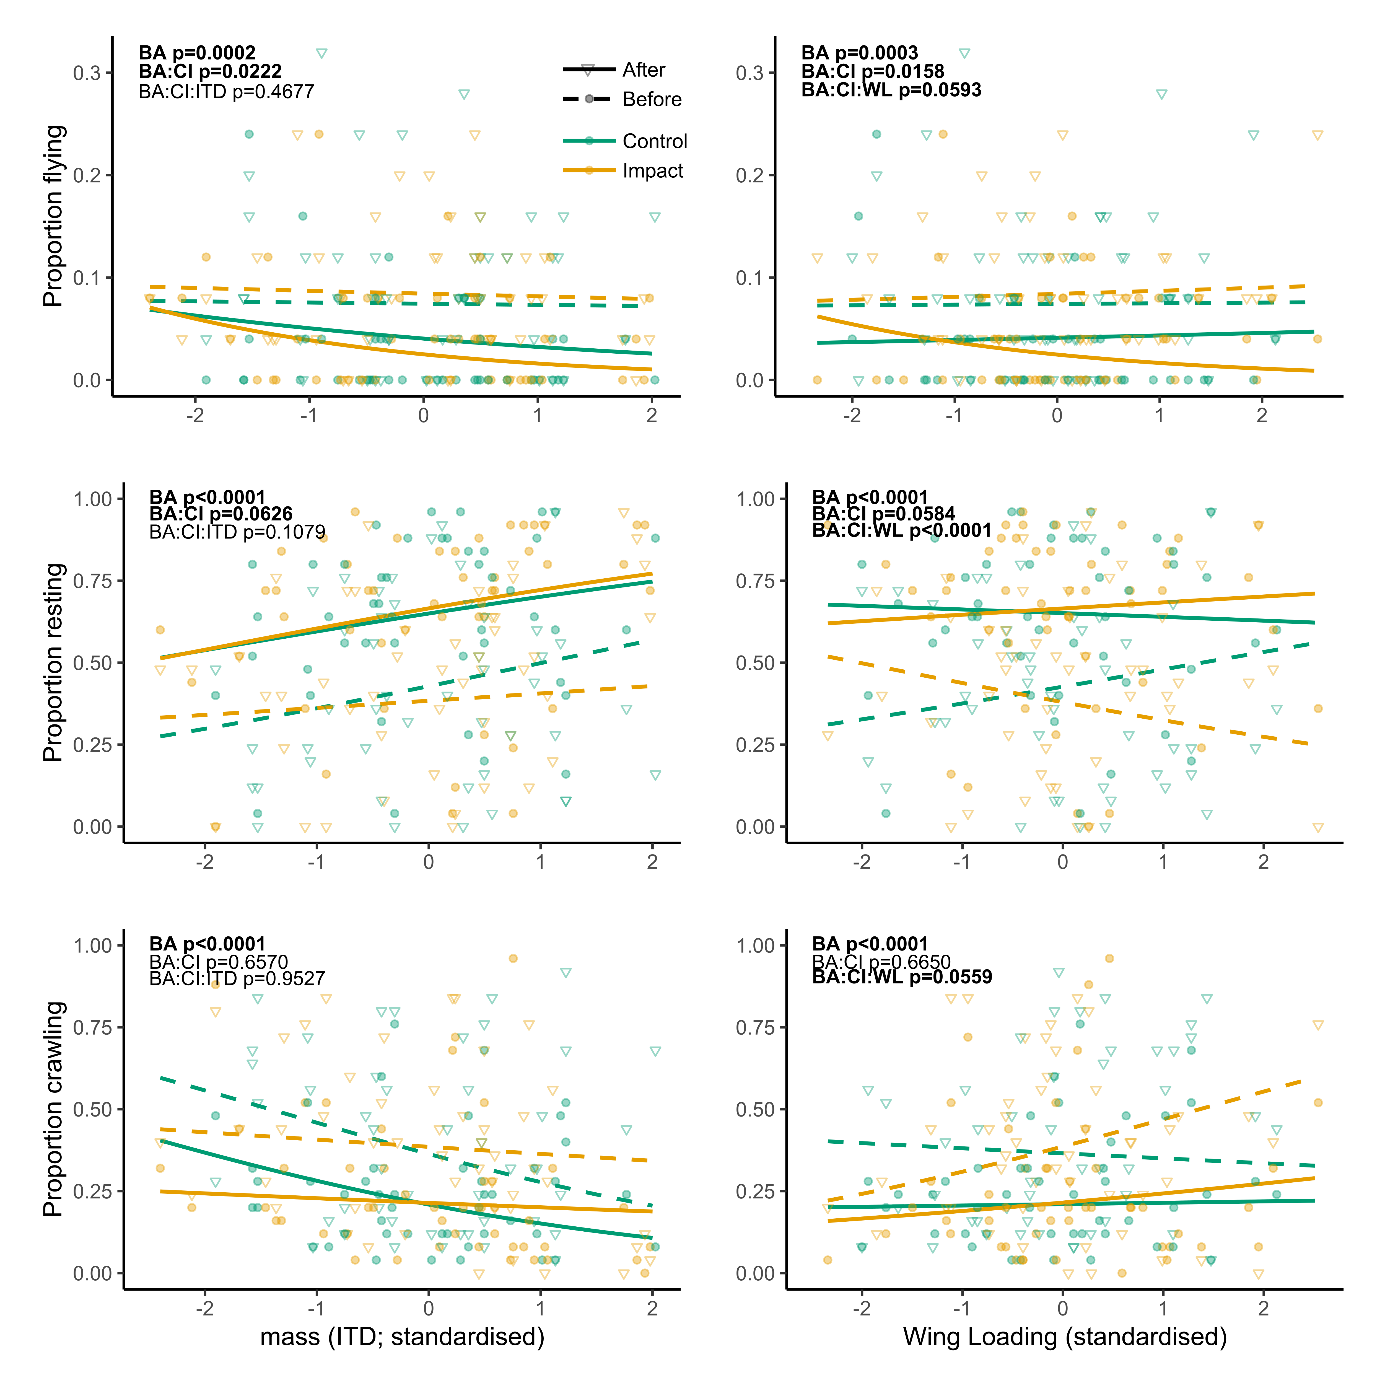 BA p=0.0002
BA:CI p=0.0222
BA:CI:ITD p=0.4677
After
Before
Control
Impact
Proportion flying
0.3
0.2
0.1
0.0
-2 -1 0 1 2
BA p=0.0003
BA:CI p=0.0158
BA:CI:WL p=0.0593
0.3
0.2
0.1
0.0
-2 -1 0 1 2
BA p<0.0001
BA:CI p=0.0626
BA:CI:ITD p=0.1079
Proportion resting
1.00
0.75
0.50
0.25
0.00
-2 -1 0 1 2
BA p<0.0001
BA:CI p=0.0584
BA:CI:WL p<0.0001
1.00
0.75
0.50
0.25
0.00
-2 -1 0 1 2
BA p<0.0001
BA:CI p=0.6570
BA:CI:ITD p=0.9527
Proportion crawling
1.00
0.75
0.50
0.25
0.00
-2 -1 0 1 2
mass (ITD; standardised)
BA p<0.0001
BA:CI p=0.6650
BA:CI:WL p=0.0559
1.00
0.75
0.50
0.25
0.00
-2 -1 0 1 2
Wing Loading (standardised)